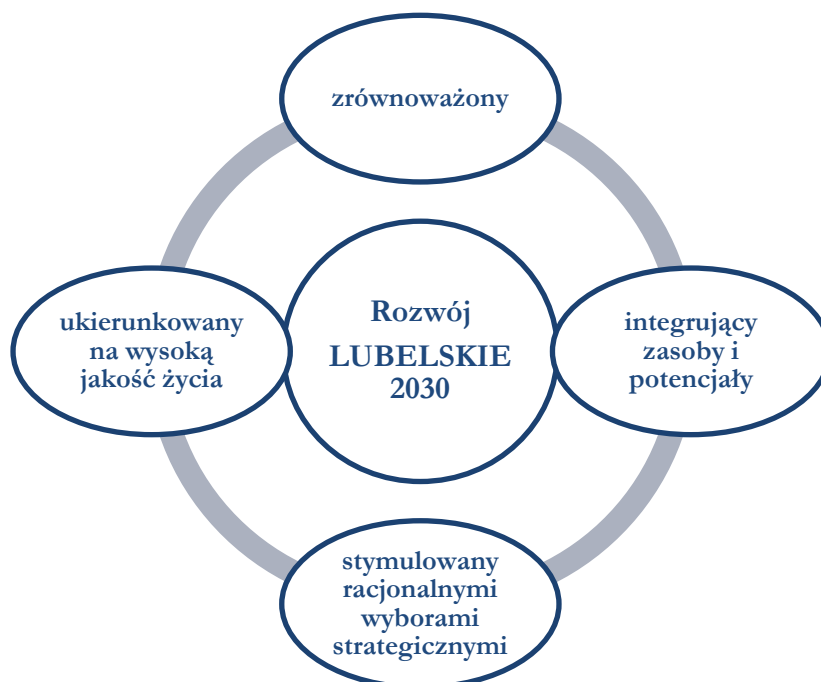 zrównoważony
ukierunkowany
na wysoką
jakość życia
Rozwój
LUBELSKIE
2030
integrujący
zasoby i
potencjały
stymulowany
racjonalnymi
wyborami
strategicznymi